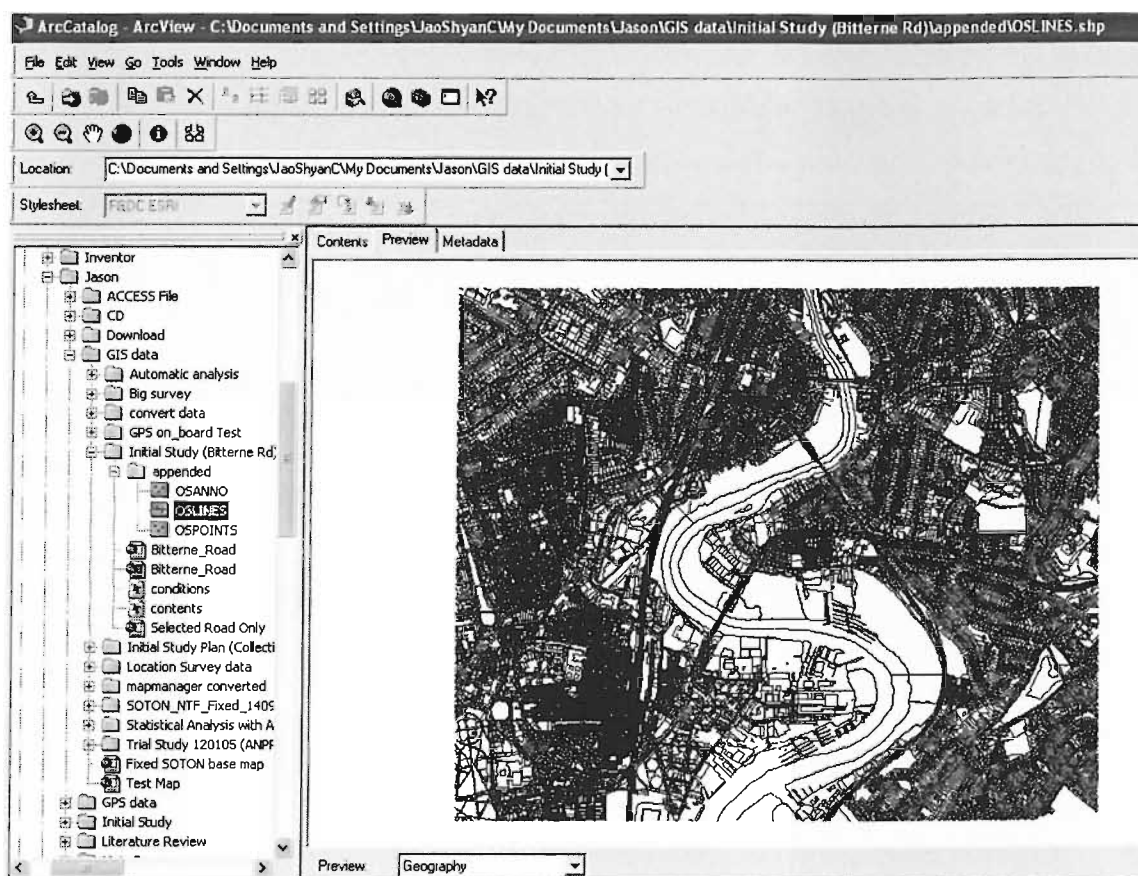 ArcCatalog - ArcView - C:\Documents and Settings\JaoShyanC\My Documents\Jason\GIS data\Initial Study (Bitterne Rd)\appended\OSLINES.shp
File Edit View Go Tools Window Help
Location: C:\Documents and Settings\JaoShyanC\My Documents\Jason\GIS data\Initial Study (
Stylesheet: FGDC ESRI
Contents Preview Metadata
Inventor
Jason
ACCESS File
CD
Download
GIS data
Automatic analysis
Big survey
convert data
GPS on_board Test
Initial Study (Bitterne Rd)
appended
OSANNO
OSLINES
OSPOINTS
Bitterne_Road
Bitterne_Road
conditions
contents
Selected Road Only
Initial Study Plan (Collecti
Location Survey data
mapmanager converted
SOTON_NTF_Fixed_1409
Statistical Analysis with A
Trial Study 120105 (ANPF
Fixed SOTON base map
Test Map
GPS data
Initial Study
Literature Review
Preview: Geography